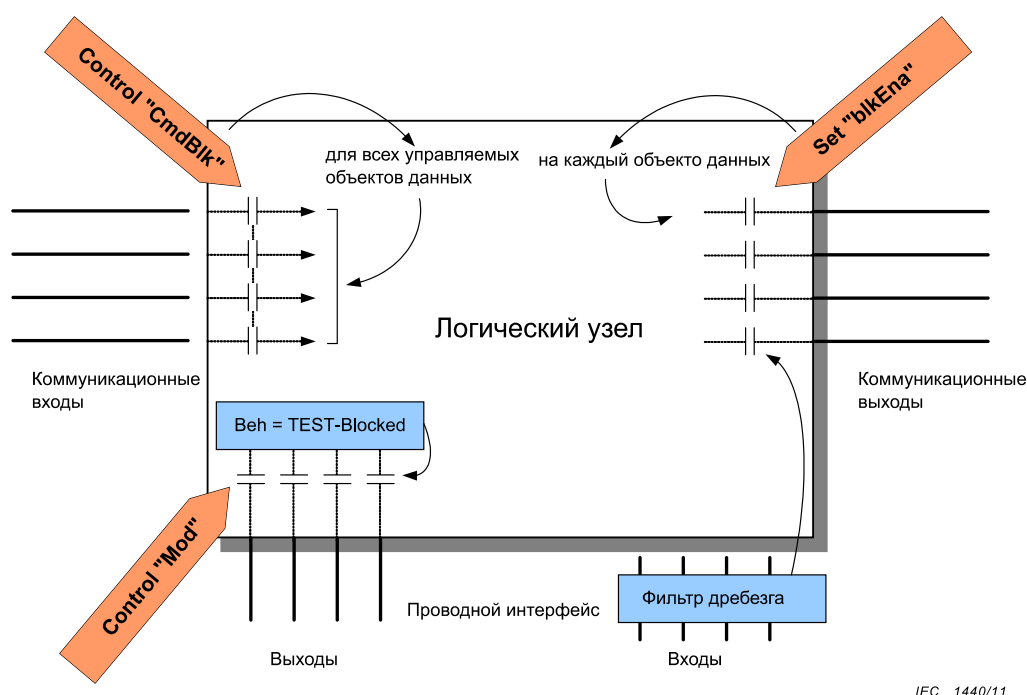 Control "CmdBlk"
Set "blkEna"
для всех управляемых
объектов данных
на каждый объекто данных
Логический узел
Коммуникационные
входы
Коммуникационные
выходы
Beh = TEST-Blocked
Control "Mod"
Проводной интерфейс
Фильтр дребезга
Выходы
Входы
IEC 1440/11